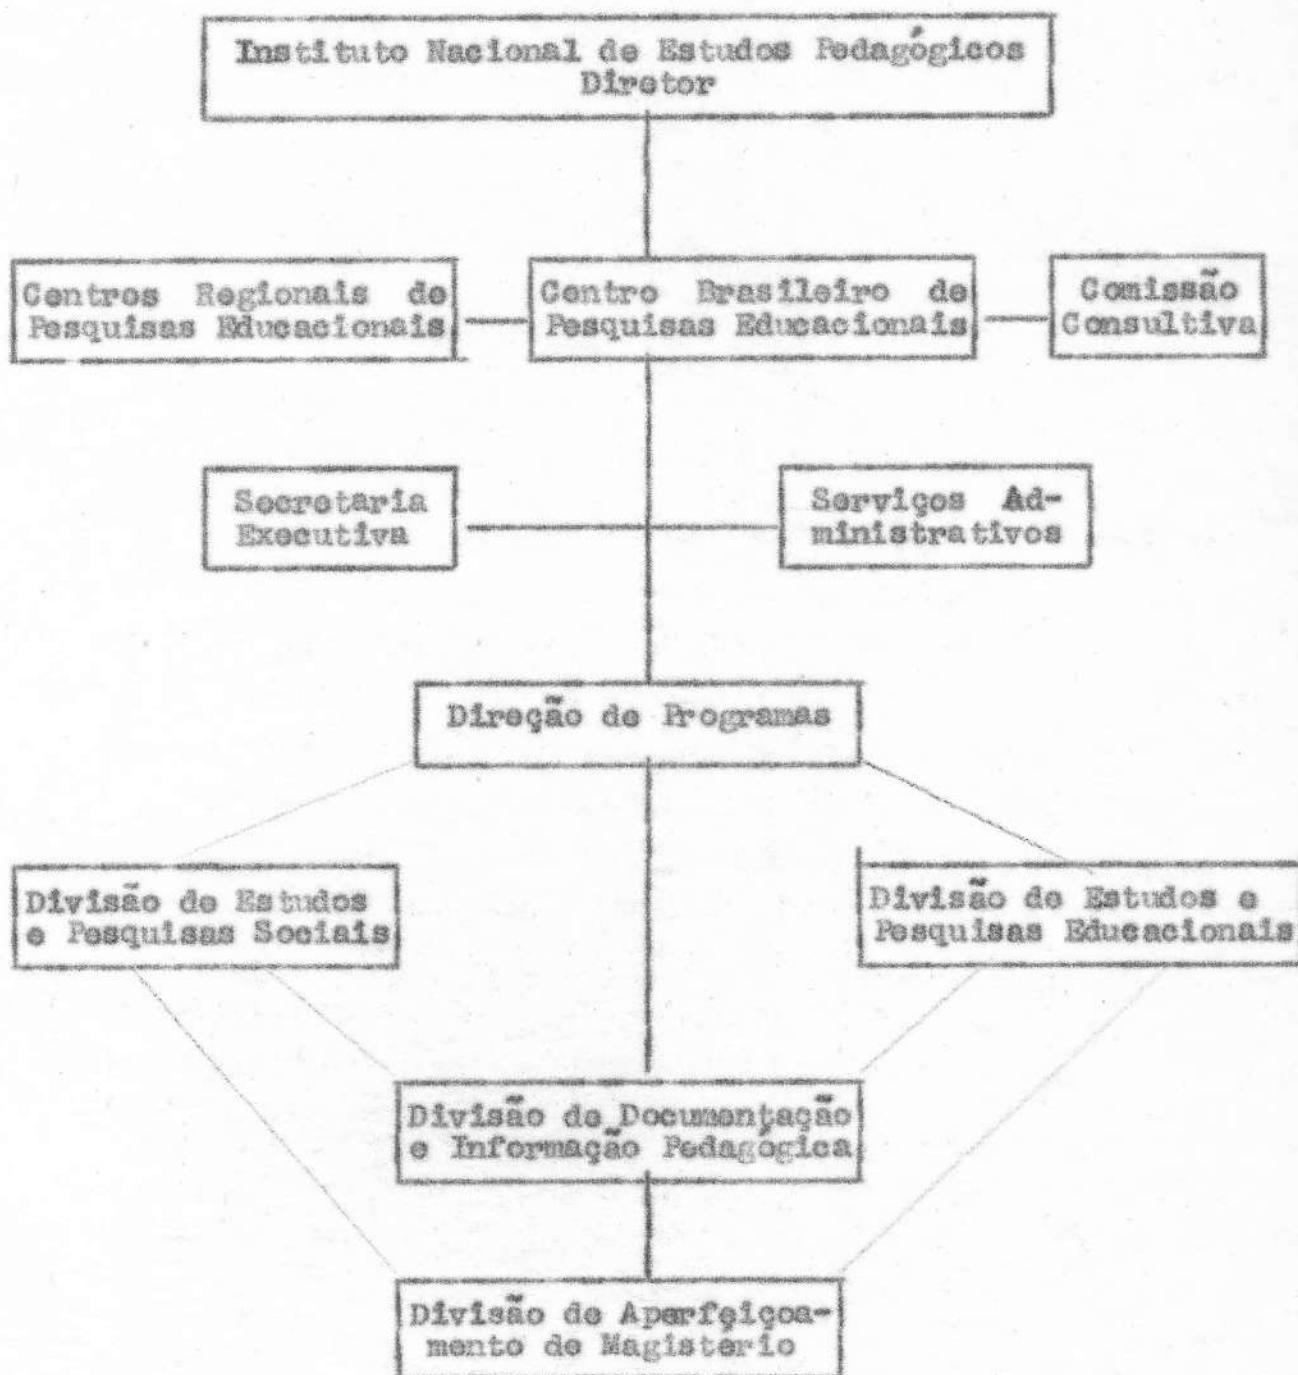 Instituto Nacional de Estudos Pedagógicos
Diretor
Centros Regionais de
Pesquisas Educacionais
Centro Brasileiro de
Pesquisas Educacionais
Comissão
Consultiva
Secretaria
Executiva
Serviços Ad-
ministrativos
Direção de Programas
Divisão de Estudos
e Pesquisas Sociais
Divisão de Estudos e
Pesquisas Educacionais
Divisão de Documentação
e Informação Pedagógica
Divisão de Aperfeiçoa-
mento de Magistério